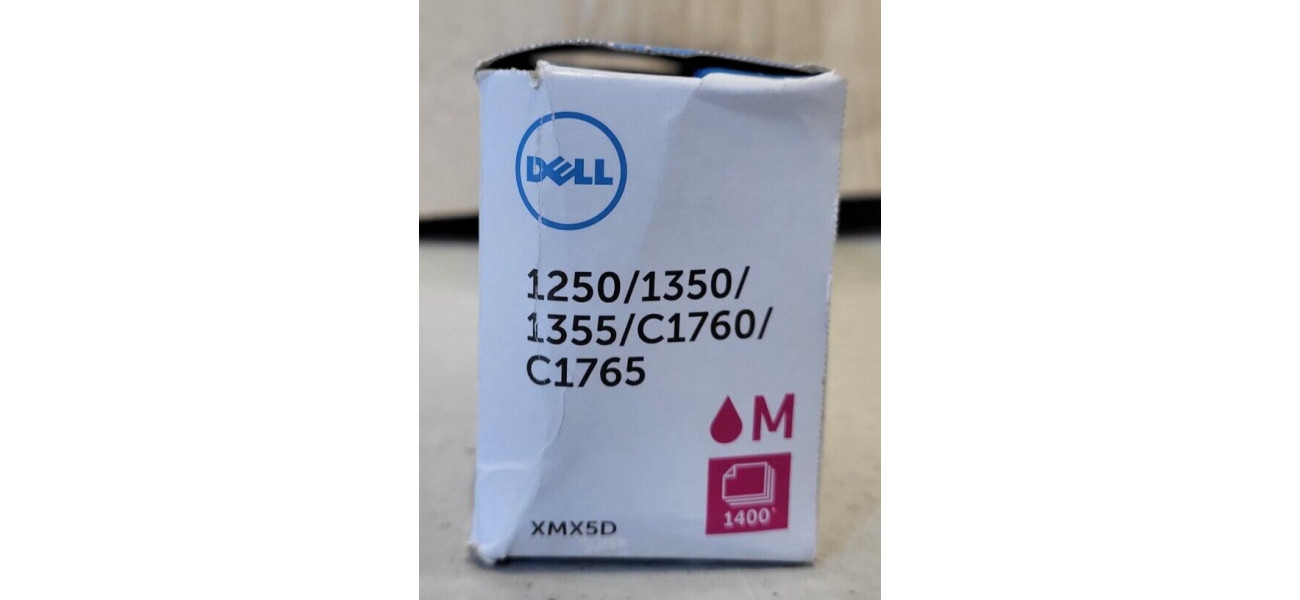 DELL
1250/1350/
1355/C1760/
C1765
M
1400*
XMX5D